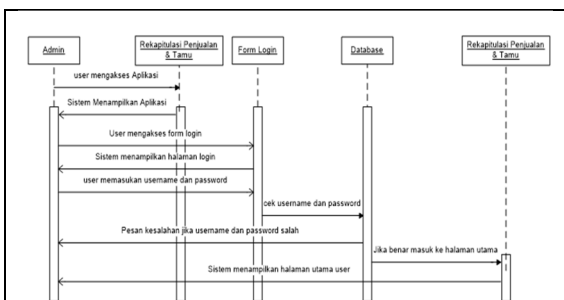 Admin
Rekapitulasi Penjualan
& Tamu
Form Login
Database
Rekapitulasi Penjualan
& Tamu
user mengakses Aplikasi
Sistem Menampilkan Aplikasi
User mengakses form login
Sistem menampilkan halaman login
user memasukan username dan password
cek username dan password
Pesan kesalahan jika username dan password salah
Jika benar masuk ke halaman utama
Sistem menampilkan halaman utama user